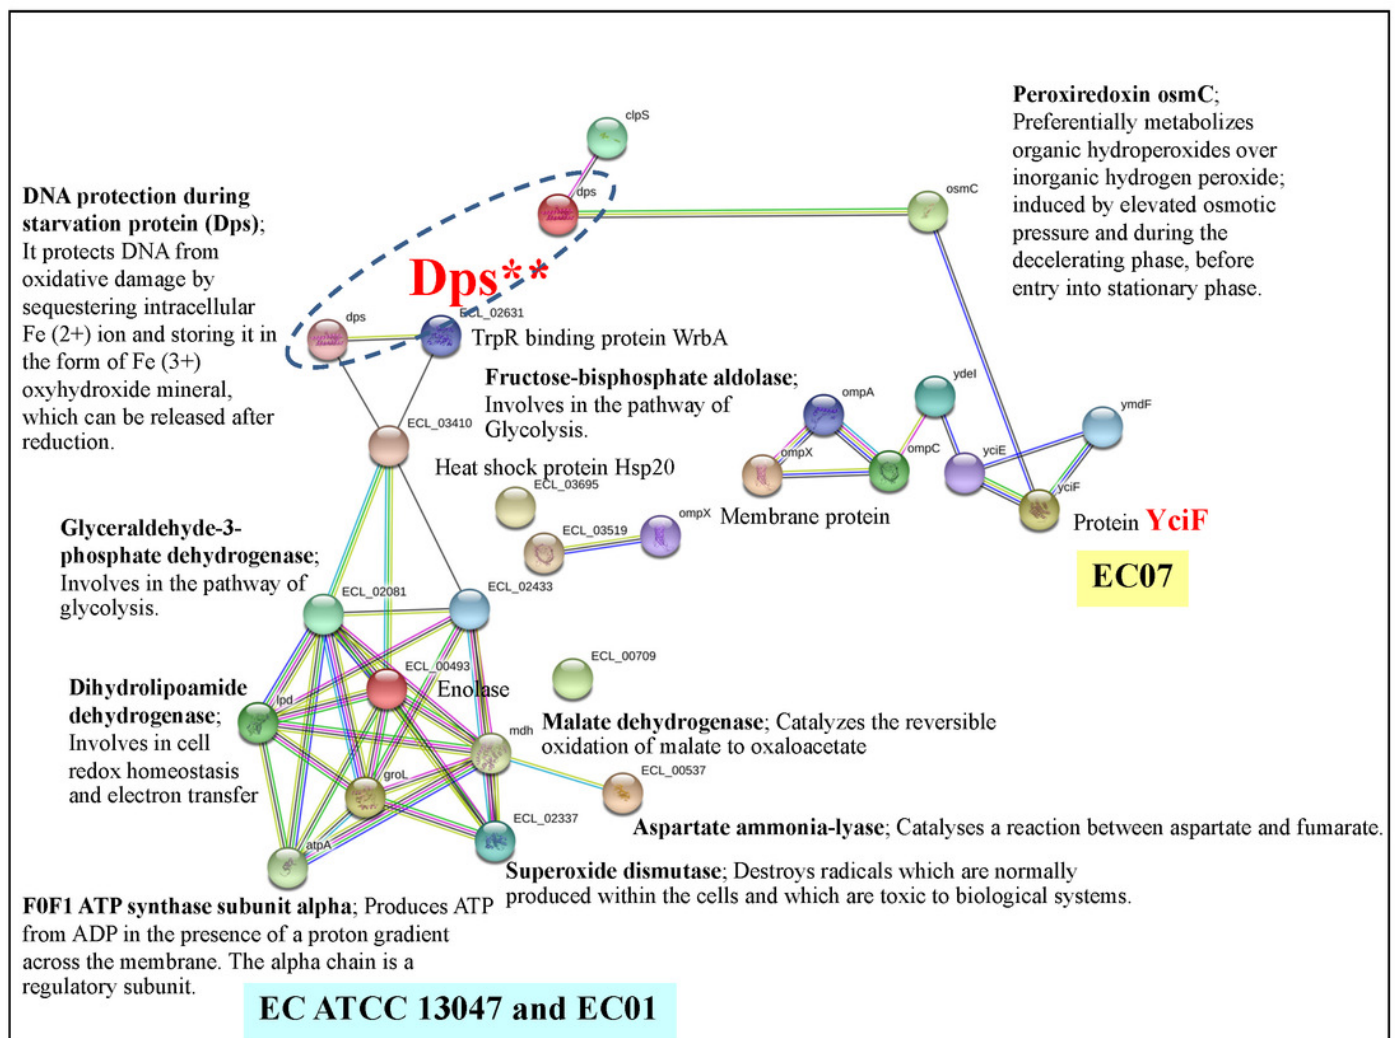 clpS
dps
osmC
Peroxiredoxin osmC;
Preferentially metabolizes
organic hydroperoxides over
inorganic hydrogen peroxide;
induced by elevated osmotic
pressure and during the
decelerating phase, before
entry into stationary phase.
DNA protection during
starvation protein (Dps);
It protects DNA from
oxidative damage by
sequestering intracellular
Fe (2+) ion and storing it in
the form of Fe (3+)
oxyhydroxide mineral,
which can be released after
reduction.
Dps**
dps
ECL_02631
TrpR binding protein WrbA
ECL_03410
Fructose-bisphosphate aldolase;
Involves in the pathway of
Glycolysis.
Heat shock protein Hsp20
ECL_03695
ECL_03519
ompX
ompA
ompX
ompC
Membrane protein
ydeI
ymdF
yciE
yciF
Protein YciF
EC07
Glyceraldehyde-3-
phosphate dehydrogenase;
Involves in the pathway of
glycolysis.
ECL_02081
ECL_02433
ECL_00493
Enolase
ECL_00709
Dihydrolipoamide
dehydrogenase;
Involves in cell
redox homeostasis
and electron transfer
lpd
mdh
Malate dehydrogenase; Catalyzes the reversible
oxidation of malate to oxaloacetate
groL
ECL_00537
Aspartate ammonia-lyase; Catalyses a reaction between aspartate and fumarate.
ECL_02337
Superoxide dismutase; Destroys radicals which are normally
produced within the cells and which are toxic to biological systems.
atpA
F0F1 ATP synthase subunit alpha; Produces ATP
from ADP in the presence of a proton gradient
across the membrane. The alpha chain is a
regulatory subunit.
EC ATCC 13047 and EC01